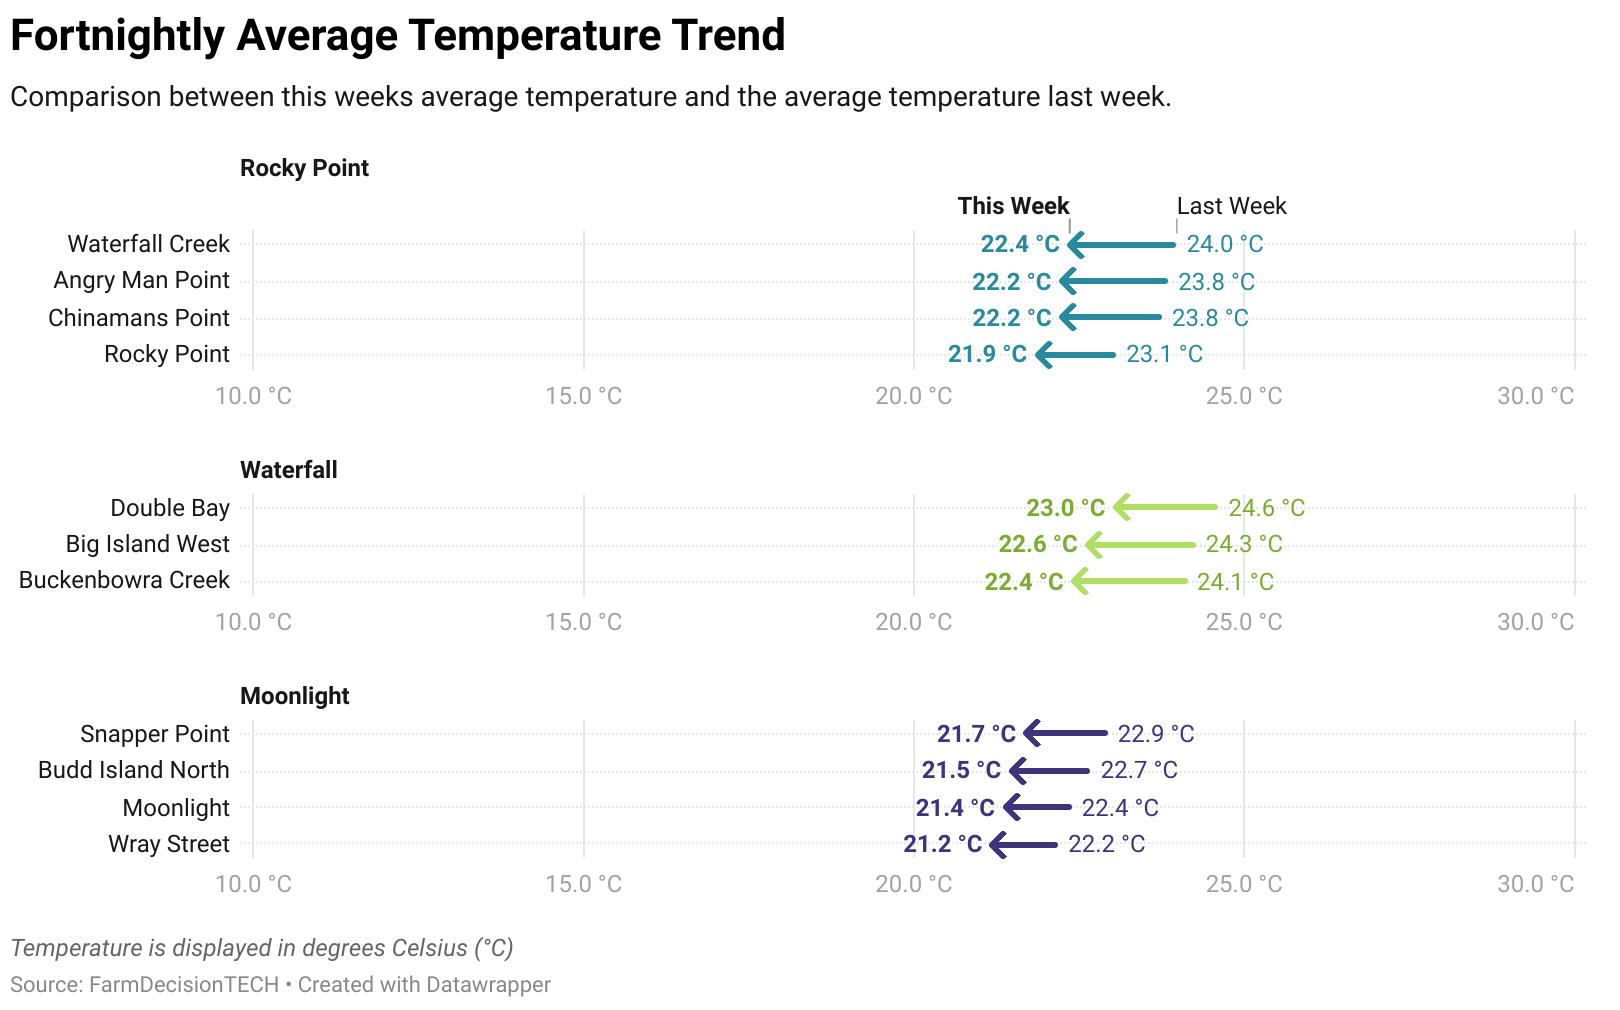 Fortnightly Average Temperature Trend
Comparison between this weeks average temperature and the average temperature last week.
Rocky Point
This Week Last Week
Waterfall Creek 22.4 °C 24.0 °C
Angry Man Point 22.2 °C 23.8 °C
Chinamans Point 22.2 °C 23.8 °C
Rocky Point 21.9 °C 23.1 °C
10.0 °C 15.0 °C 20.0 °C 25.0 °C 30.0 °C
Waterfall
Double Bay 23.0 °C 24.6 °C
Big Island West 22.6 °C 24.3 °C
Buckenbowra Creek 22.4 °C 24.1 °C
10.0 °C 15.0 °C 20.0 °C 25.0 °C 30.0 °C
Moonlight
Snapper Point 21.7 °C 22.9 °C
Budd Island North 21.5 °C 22.7 °C
Moonlight 21.4 °C 22.4 °C
Wray Street 21.2 °C 22.2 °C
10.0 °C 15.0 °C 20.0 °C 25.0 °C 30.0 °C
Temperature is displayed in degrees Celsius (°C)
Source: FarmDecisionTECH • Created with Datawrapper